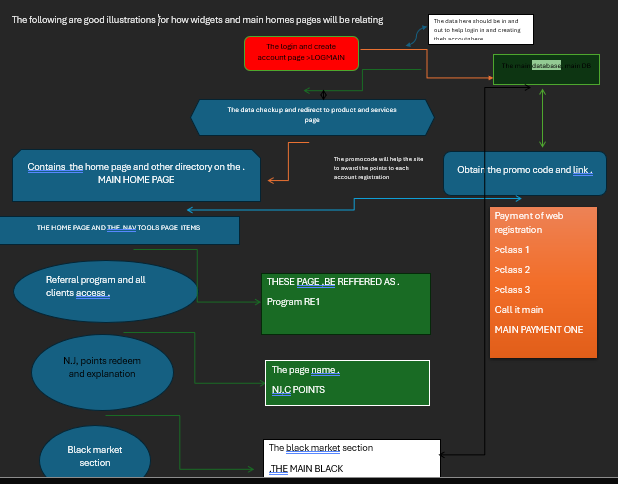 The following are good illustrations for how widgets and main homes pages will be relating
The data here should be in and
out to help login in and creating
their account here
The login and create
account page >LOGMAIN
The main database. main DB
The data checkup and redirect to product and services
page
Contains the home page and other directory on the .
MAIN HOME PAGE
The promocode will help the site
to award the points to each
account registration
Obtain the promo code and link .
THE HOME PAGE AND THE .NAV TOOLS PAGE ITEMS
Payment of web
registration
>class 1
>class 2
>class 3
Call it main
MAIN PAYMENT ONE
Referral program and all
clients access .
THESE PAGE ,BE REFFERED AS .
Program RE1
N.J, points redeem
and explanation
The page name .
NJ,C POINTS
Black market
section
The black market section
.THE MAIN BLACK